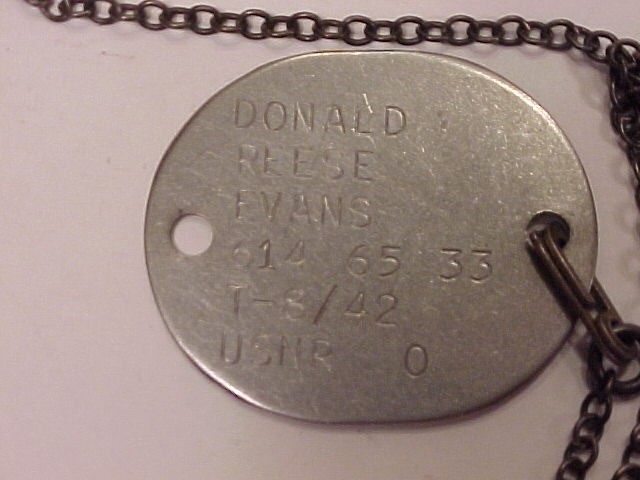 DONALD
REESE
EVANS
614 65 33
T-8/42
USNR O